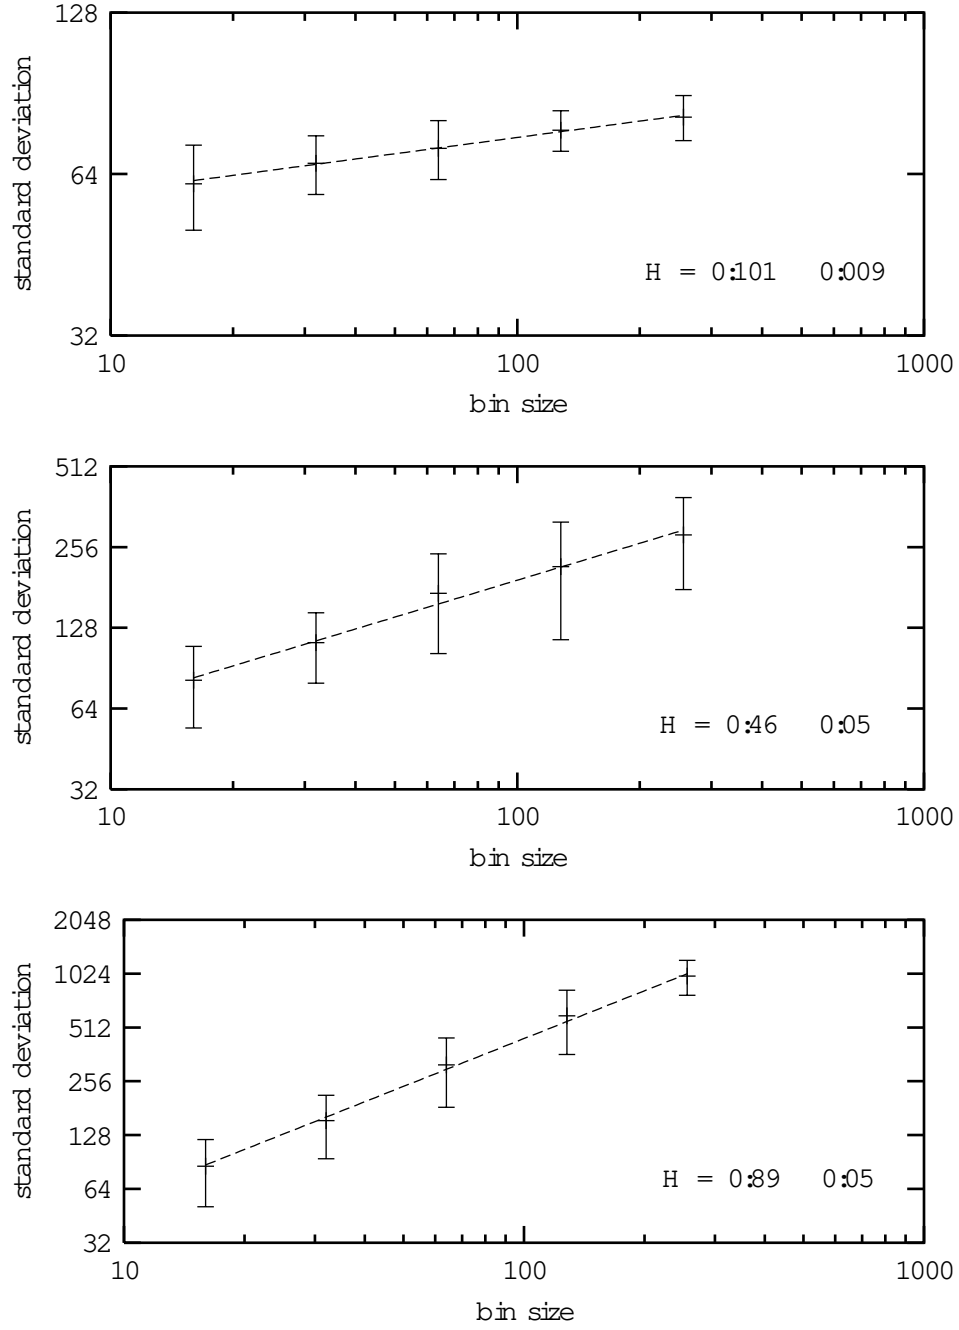 128
64
32
standard deviation
H = 0:101 0:009
10 100 1000
bin size
512
256
128
64
32
standard deviation
H = 0:46 0:05
10 100 1000
bin size
2048
1024
512
256
128
64
32
standard deviation
H = 0:89 0:05
10 100 1000
bin size